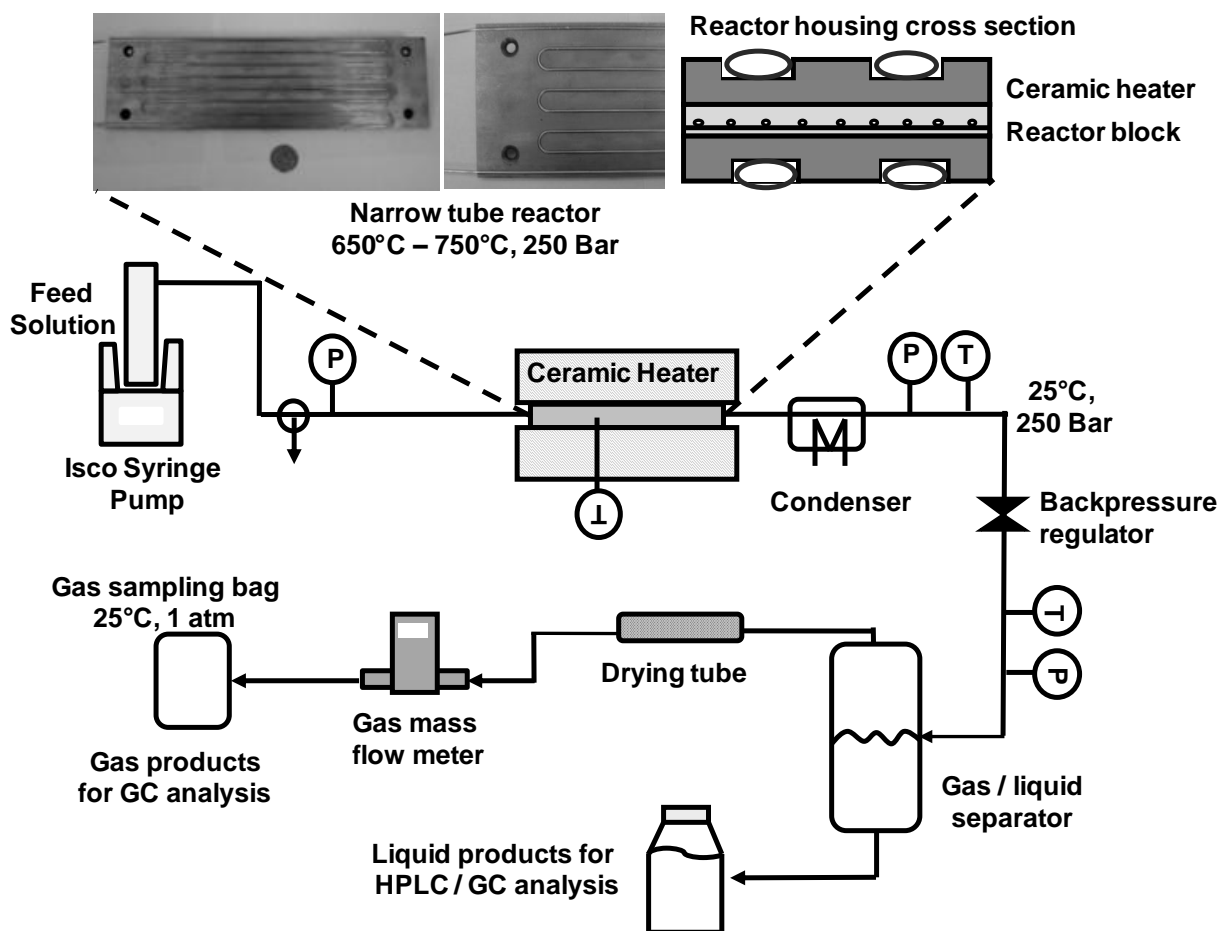 Reactor housing cross section
Ceramic heater
Reactor block
Narrow tube reactor
650°C – 750°C, 250 Bar
Feed
Solution
P
Ceramic Heater
P
T
25°C,
250 Bar
Isco Syringe
Pump
T
Condenser
Backpressure
regulator
Gas sampling bag
25°C, 1 atm
Drying tube
T
P
Gas mass
flow meter
Gas products
for GC analysis
Gas / liquid
separator
Liquid products for
HPLC / GC analysis